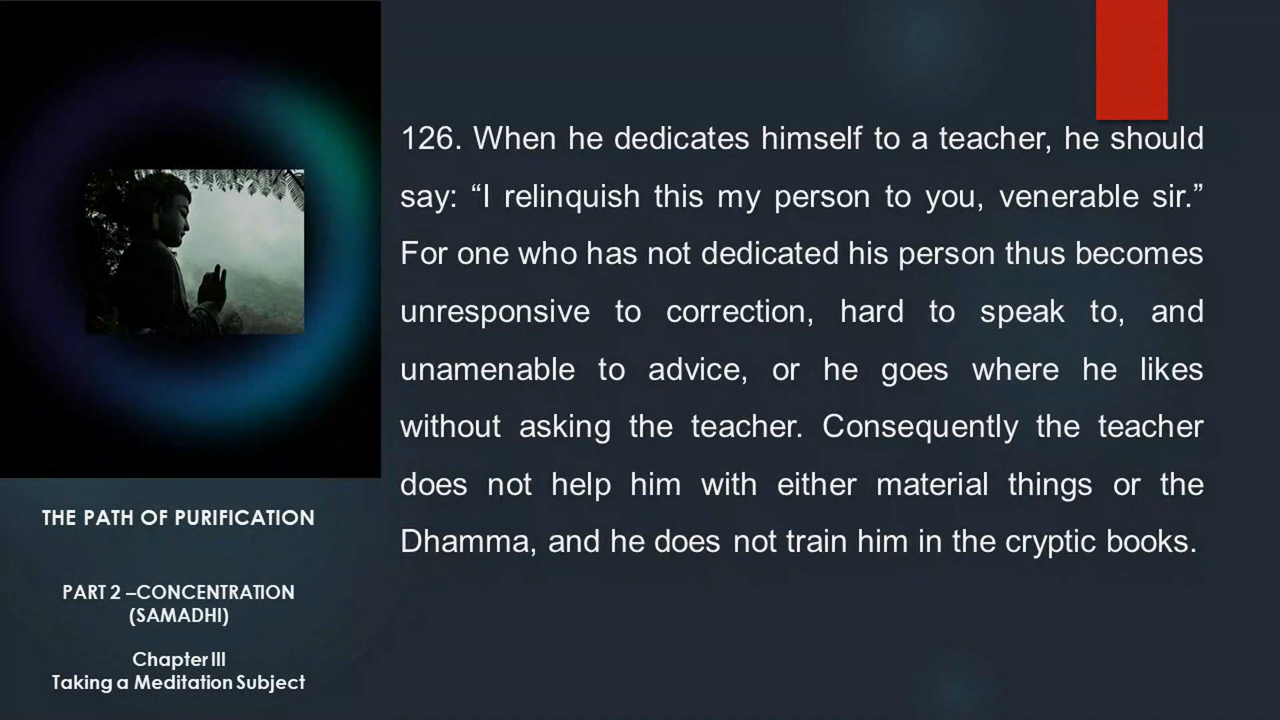 126. When he dedicates himself to a teacher, he should
say: “I relinquish this my person to you, venerable sir.”
For one who has not dedicated his person thus becomes
unresponsive to correction, hard to speak to, and
unamenable to advice, or he goes where he likes
without asking the teacher. Consequently the teacher
does not help him with either material things or the
Dhamma, and he does not train him in the cryptic books.
THE PATH OF PURIFICATION
PART 2 –CONCENTRATION
(SAMADHI)
Chapter III
Taking a Meditation Subject